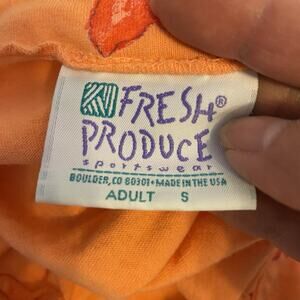 FRESH®
PRODUCE
sportswear
BOULDER, CO 80301•MADE IN THE USA
ADULT S